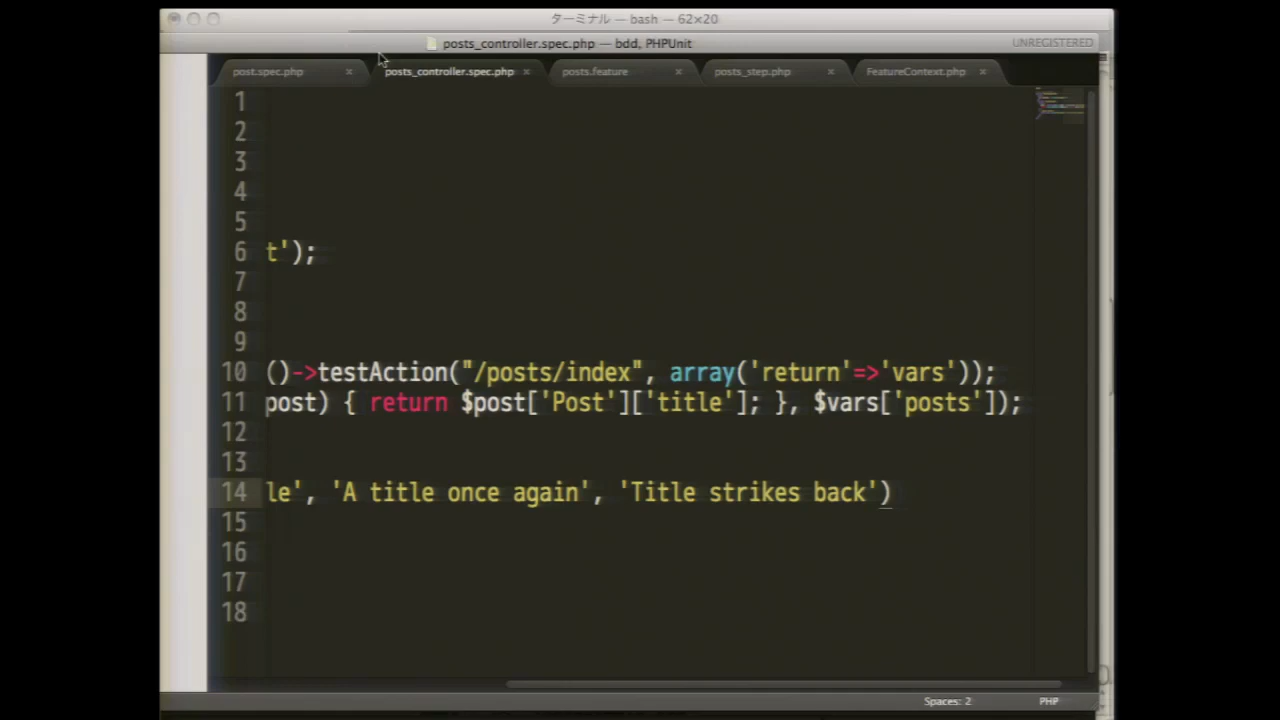 ターミナル — bash — 62×20
posts_controller.spec.php — bdd, PHPUnit
UNREGISTERED
post.spec.php × posts_controller.spec.php × posts.feature × posts_step.php × FeatureContext.php ×
1
2
3
4
5
6 t');
7
8
9
10 ()->testAction("/posts/index", array('return'=>'vars'));
11 post) { return $post['Post']['title']; }, $vars['posts']);
12
13
14 le', 'A title once again', 'Title strikes back')
15
16
17
18
Spaces: 2 PHP